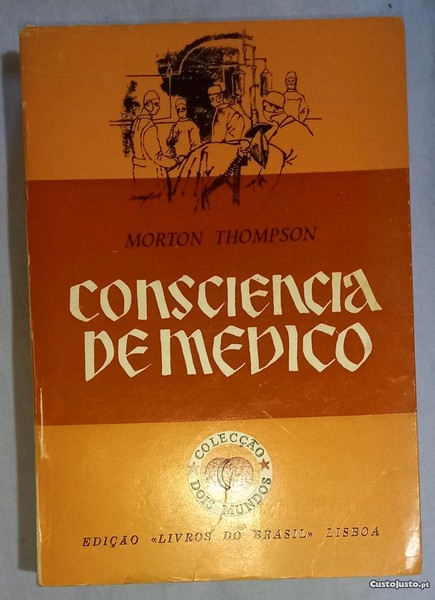 MORTON THOMPSON
CONSCIENCIA
DE MEDICO
COLECÇÃO
DOIS MUNDOS
EDIÇÃO «LIVROS DO BRASIL» LISBOA
CustoJusto.pt